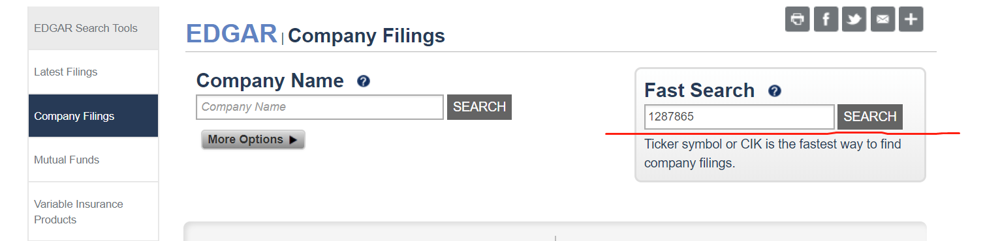 EDGAR Search Tools
Latest Filings
Company Filings
Mutual Funds
Variable Insurance
Products
EDGAR | Company Filings
Company Name
Company Name SEARCH
More Options
Fast Search
1287865 SEARCH
Ticker symbol or CIK is the fastest way to find
company filings.